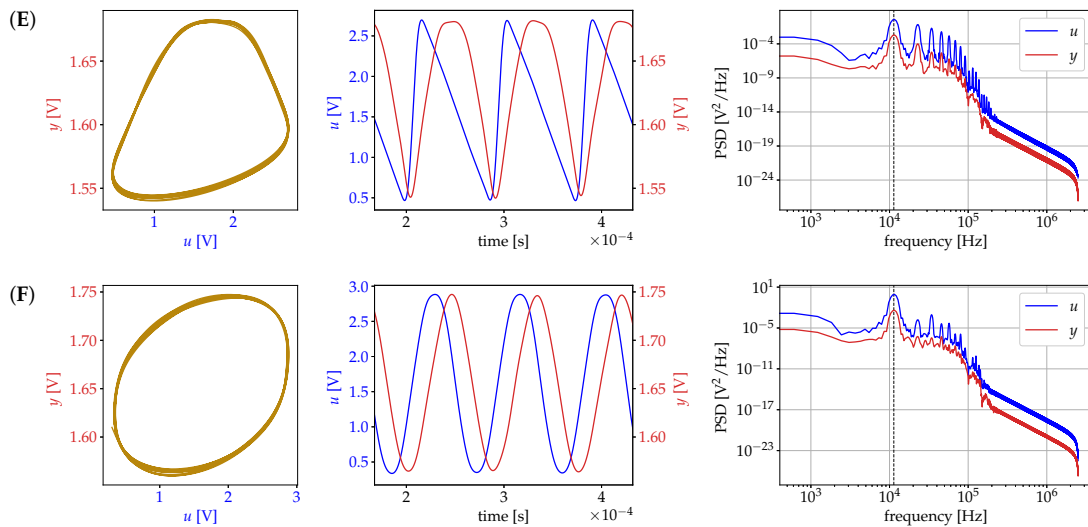 (E)
y [V]
1.65
1.60
1.55
1
2
u [V]
u [V]
2.5
2.0
1.5
1.0
0.5
2
3
4
time [s]
×10⁻⁴
1.65
1.60
1.55
y [V]
PSD [V²/Hz]
10⁻⁴
10⁻⁹
10⁻¹⁴
10⁻¹⁹
10⁻²⁴
10³
10⁴
10⁵
10⁶
frequency [Hz]
u
y
(F)
y [V]
1.75
1.70
1.65
1.60
1
2
3
u [V]
u [V]
3.0
2.5
2.0
1.5
1.0
0.5
2
3
4
time [s]
×10⁻⁴
1.75
1.70
1.65
1.60
y [V]
PSD [V²/Hz]
10¹
10⁻⁵
10⁻¹¹
10⁻¹⁷
10⁻²³
10³
10⁴
10⁵
10⁶
frequency [Hz]
u
y